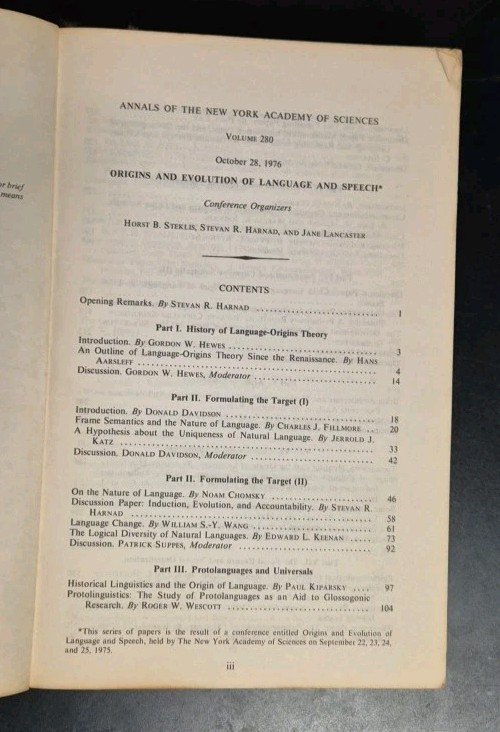 or brief
means
ANNALS OF THE NEW YORK ACADEMY OF SCIENCES
VOLUME 280
October 28, 1976
ORIGINS AND EVOLUTION OF LANGUAGE AND SPEECH*
Conference Organizers
HORST B. STEKLIS, STEVAN R. HARNAD, AND JANE LANCASTER
CONTENTS
Opening Remarks. By STEVAN R. HARNAD .......... 1
Part I. History of Language-Origins Theory
Introduction. By GORDON W. HEWES .......... 3
An Outline of Language-Origins Theory Since the Renaissance. By HANS
AARSLEFF .......... 4
Discussion. GORDON W. HEWES, Moderator .......... 14
Part II. Formulating the Target (I)
Introduction. By DONALD DAVIDSON .......... 18
Frame Semantics and the Nature of Language. By CHARLES J. FILLMORE .. 20
A Hypothesis about the Uniqueness of Natural Language. By JERROLD J.
KATZ .......... 33
Discussion. DONALD DAVIDSON, Moderator .......... 42
Part II. Formulating the Target (II)
On the Nature of Language. By NOAM CHOMSKY .......... 46
Discussion Paper: Induction, Evolution, and Accountability. By STEVAN R.
HARNAD .......... 58
Language Change. By WILLIAM S.-Y. WANG .......... 61
The Logical Diversity of Natural Languages. By EDWARD L. KEENAN ..... 73
Discussion. PATRICK SUPPES, Moderator .......... 92
Part III. Protolanguages and Universals
Historical Linguistics and the Origin of Language. By PAUL KIPARSKY .... 97
Protolinguistics: The Study of Protolanguages as an Aid to Glossogonic
Research. By ROGER W. WESCOTT .......... 104
*This series of papers is the result of a conference entitled Origins and Evolution of
Language and Speech, held by The New York Academy of Sciences on September 22, 23, 24,
and 25, 1975.
iii